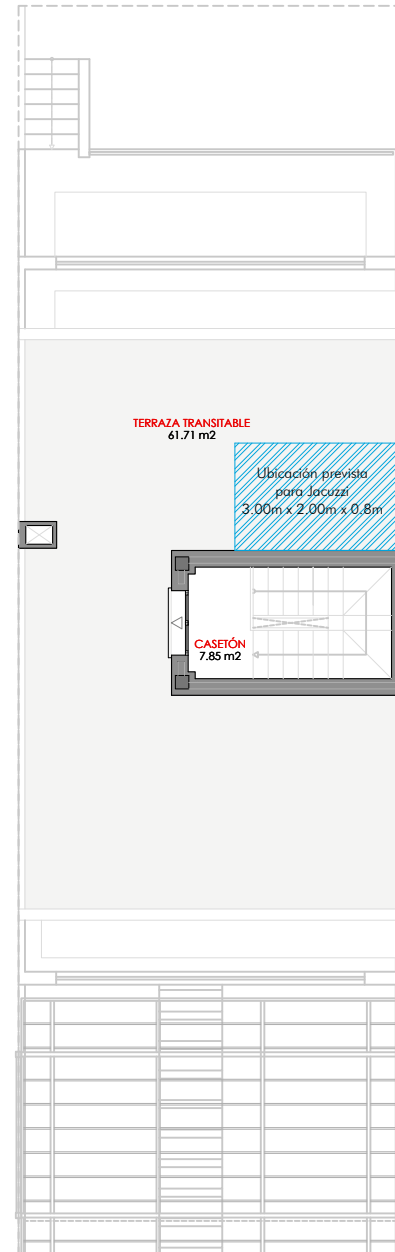 TERRAZA TRANSITABLE
61.71 m2
Ubicación prevista
para Jacuzzi
3.00m x 2.00m x 0.8m
CASETÓN
7.85 m2